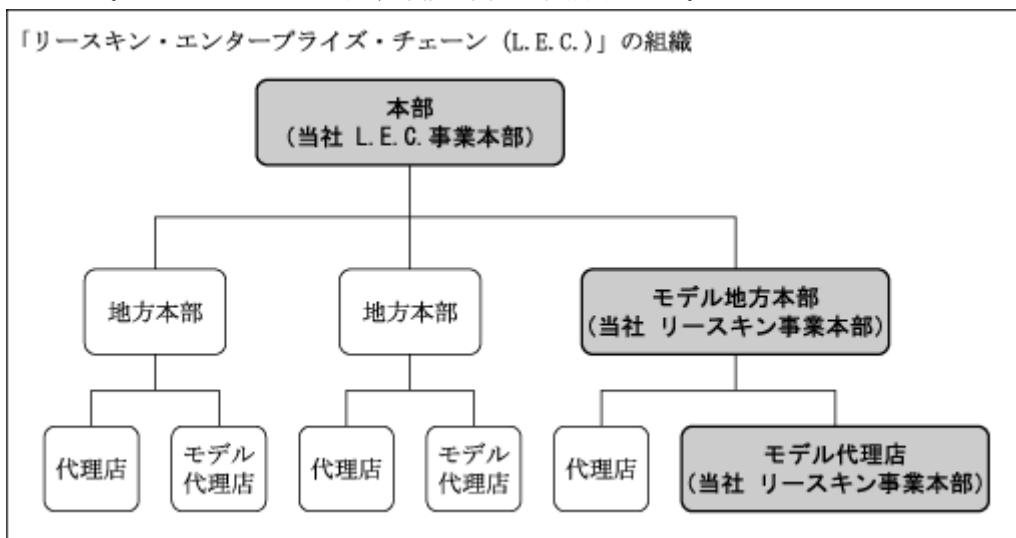 「リースキン・エンタープライズ・チェーン (L.E.C.)」の組織
本部
(当社 L.E.C.事業本部)
地方本部
地方本部
モデル地方本部
(当社 リースキン事業本部)
代理店
モデル
代理店
代理店
モデル
代理店
代理店
モデル代理店
(当社 リースキン事業本部)